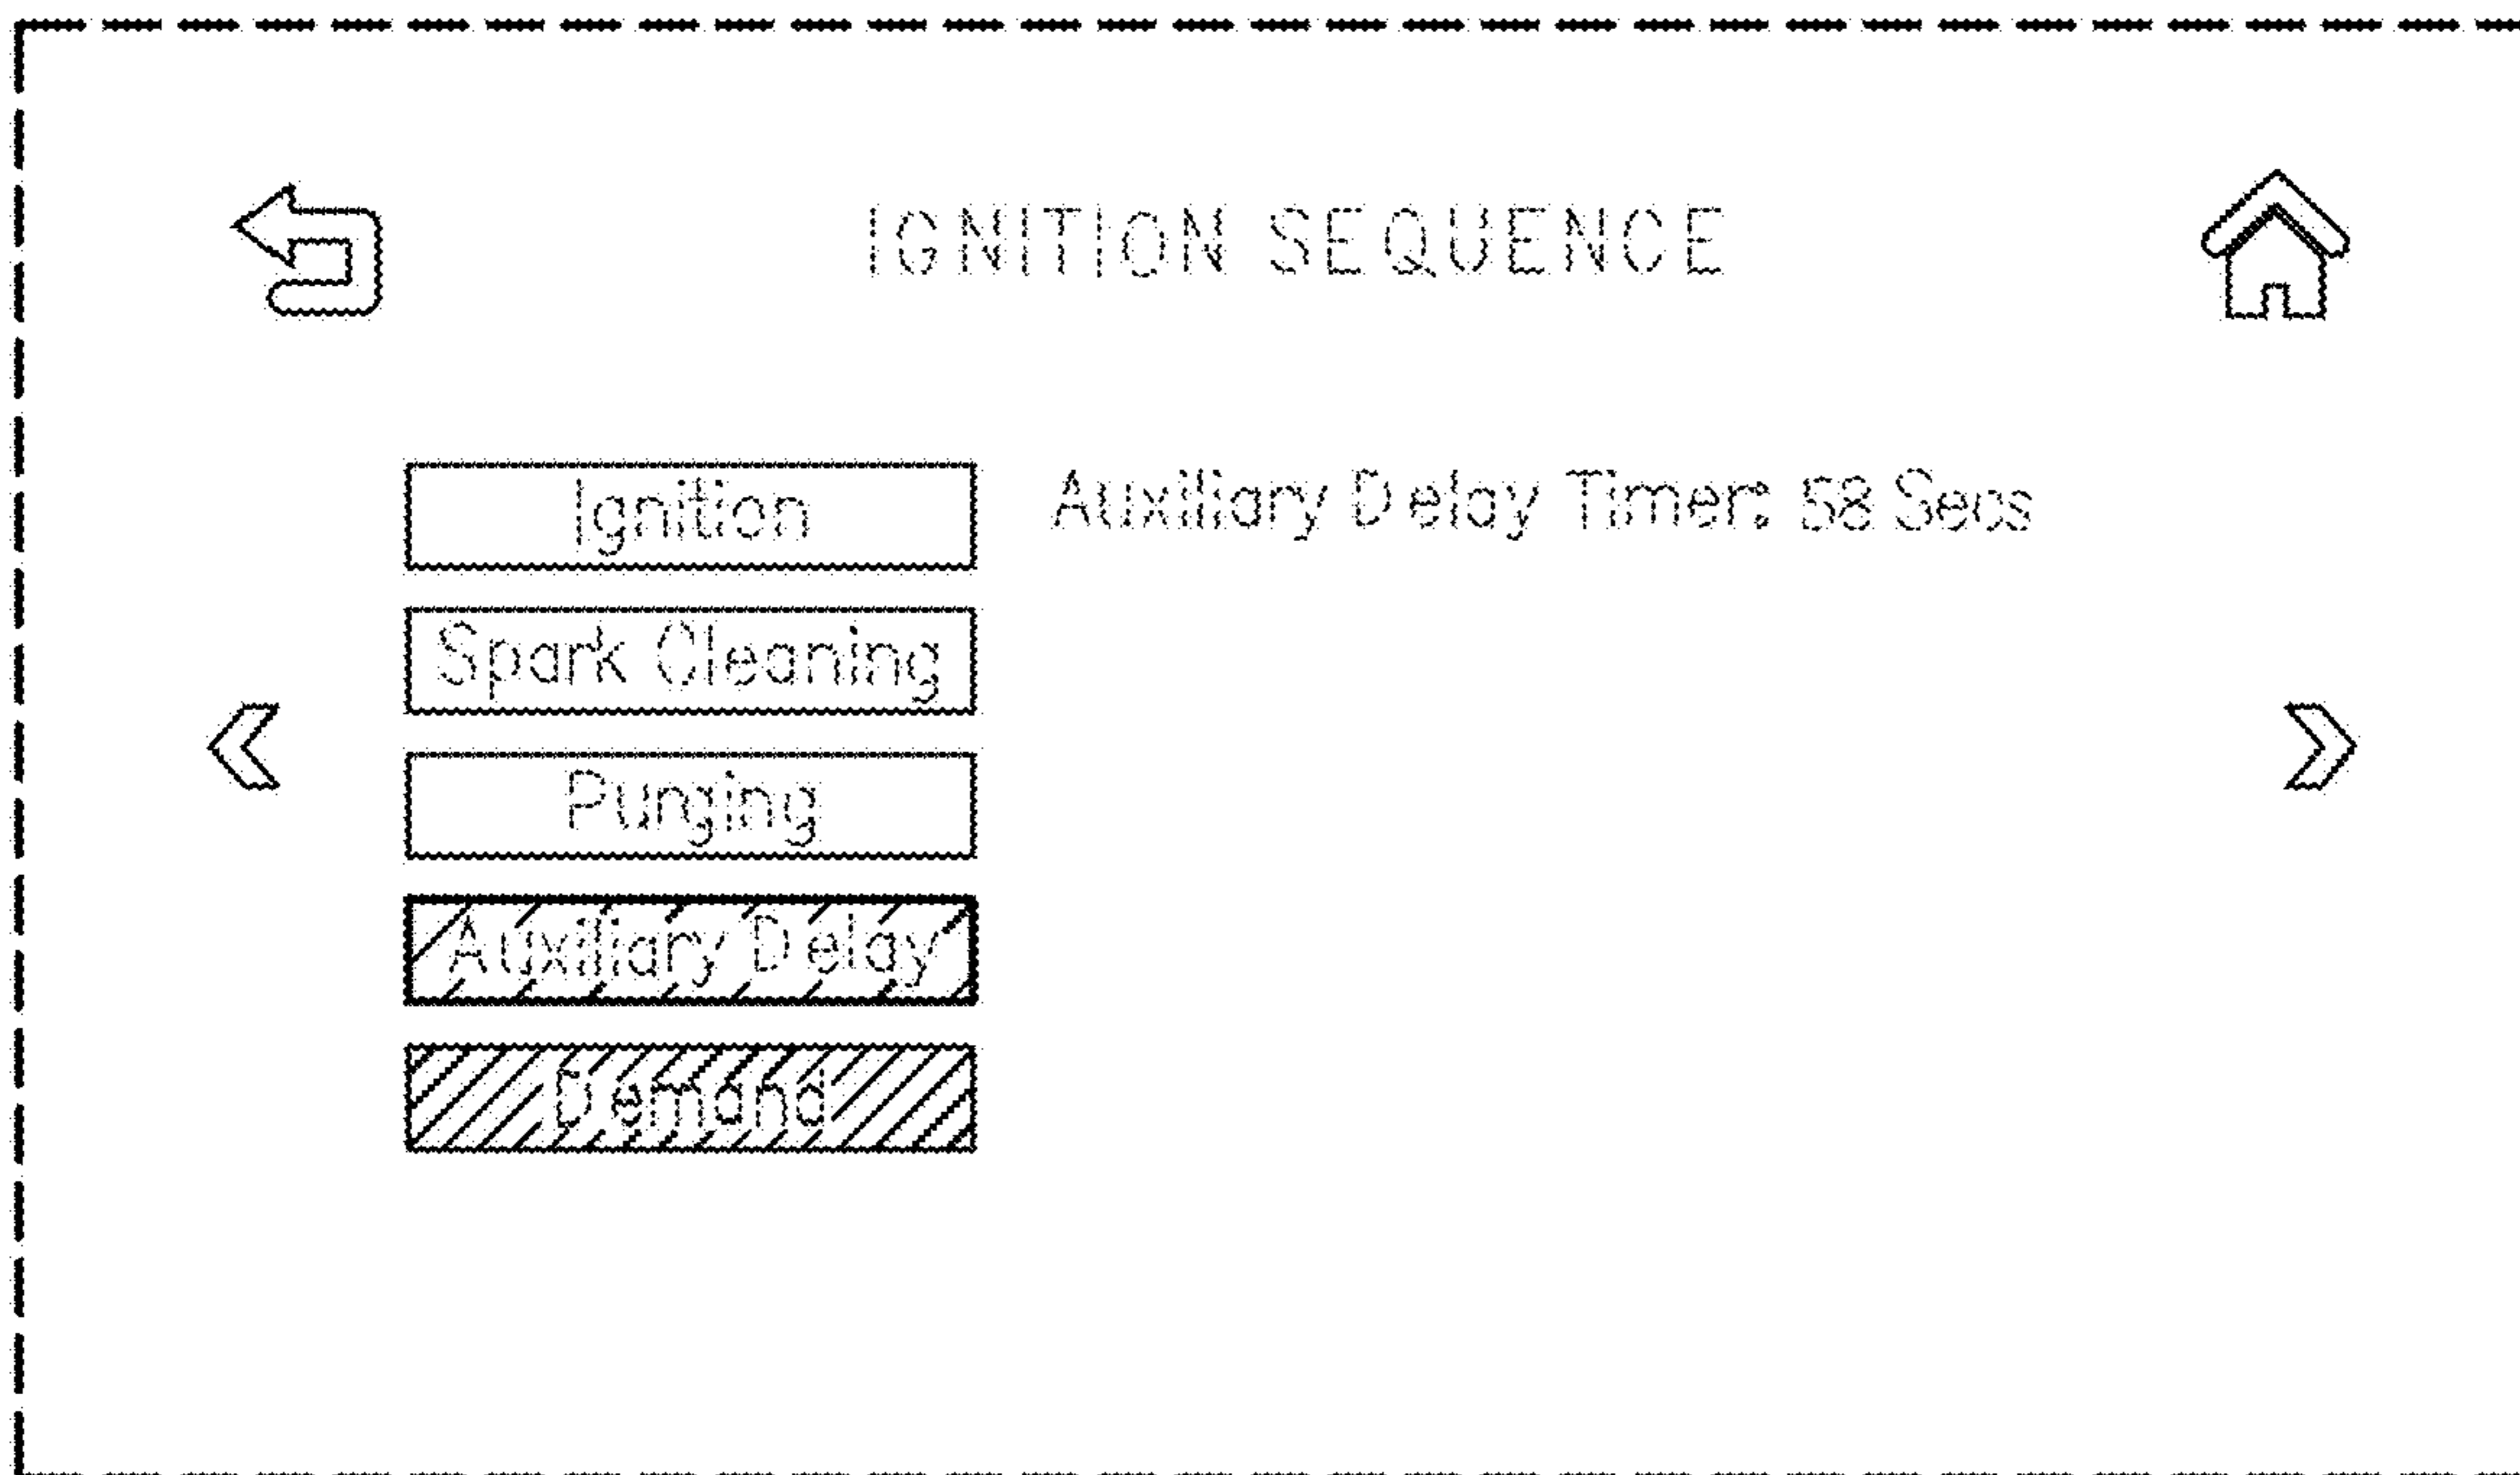 IGNITION SEQUENCE
Ignition
Auxiliary Delay Timer: 58 Secs
Spark Cleaning
Purging
Auxiliary Delay
Demand